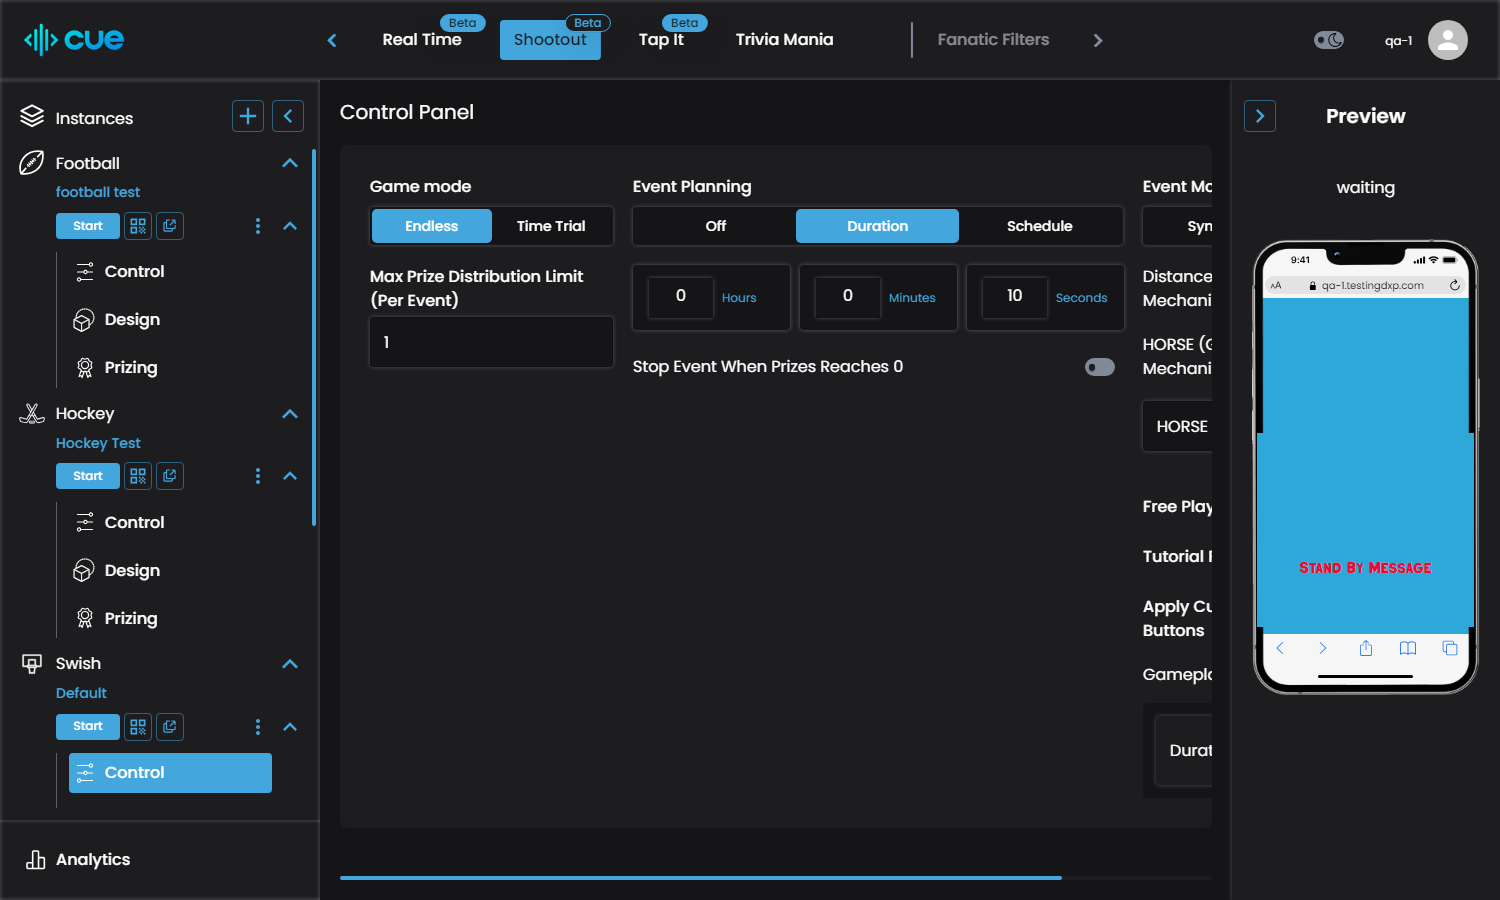 cue
Real Time
Beta
Shootout
Beta
Tap It
Beta
Trivia Mania
Fanatic Filters
qa-1
Instances
Football
football test
Start
Control
Design
Prizing
Hockey
Hockey Test
Start
Control
Design
Prizing
Swish
Default
Start
Control
Analytics
Control Panel
Game mode
Endless
Time Trial
Max Prize Distribution Limit
(Per Event)
1
Event Planning
Off
Duration
Schedule
0
Hours
0
Minutes
10
Seconds
Stop Event When Prizes Reaches 0
Event Mo
Syn
Distance
Mechani
HORSE (G
Mechani
HORSE
Free Play
Tutorial
Apply Cu
Buttons
Gamepla
Durat
Preview
waiting
9:41
AA
qa-1.testingdxp.com
Stand By Message